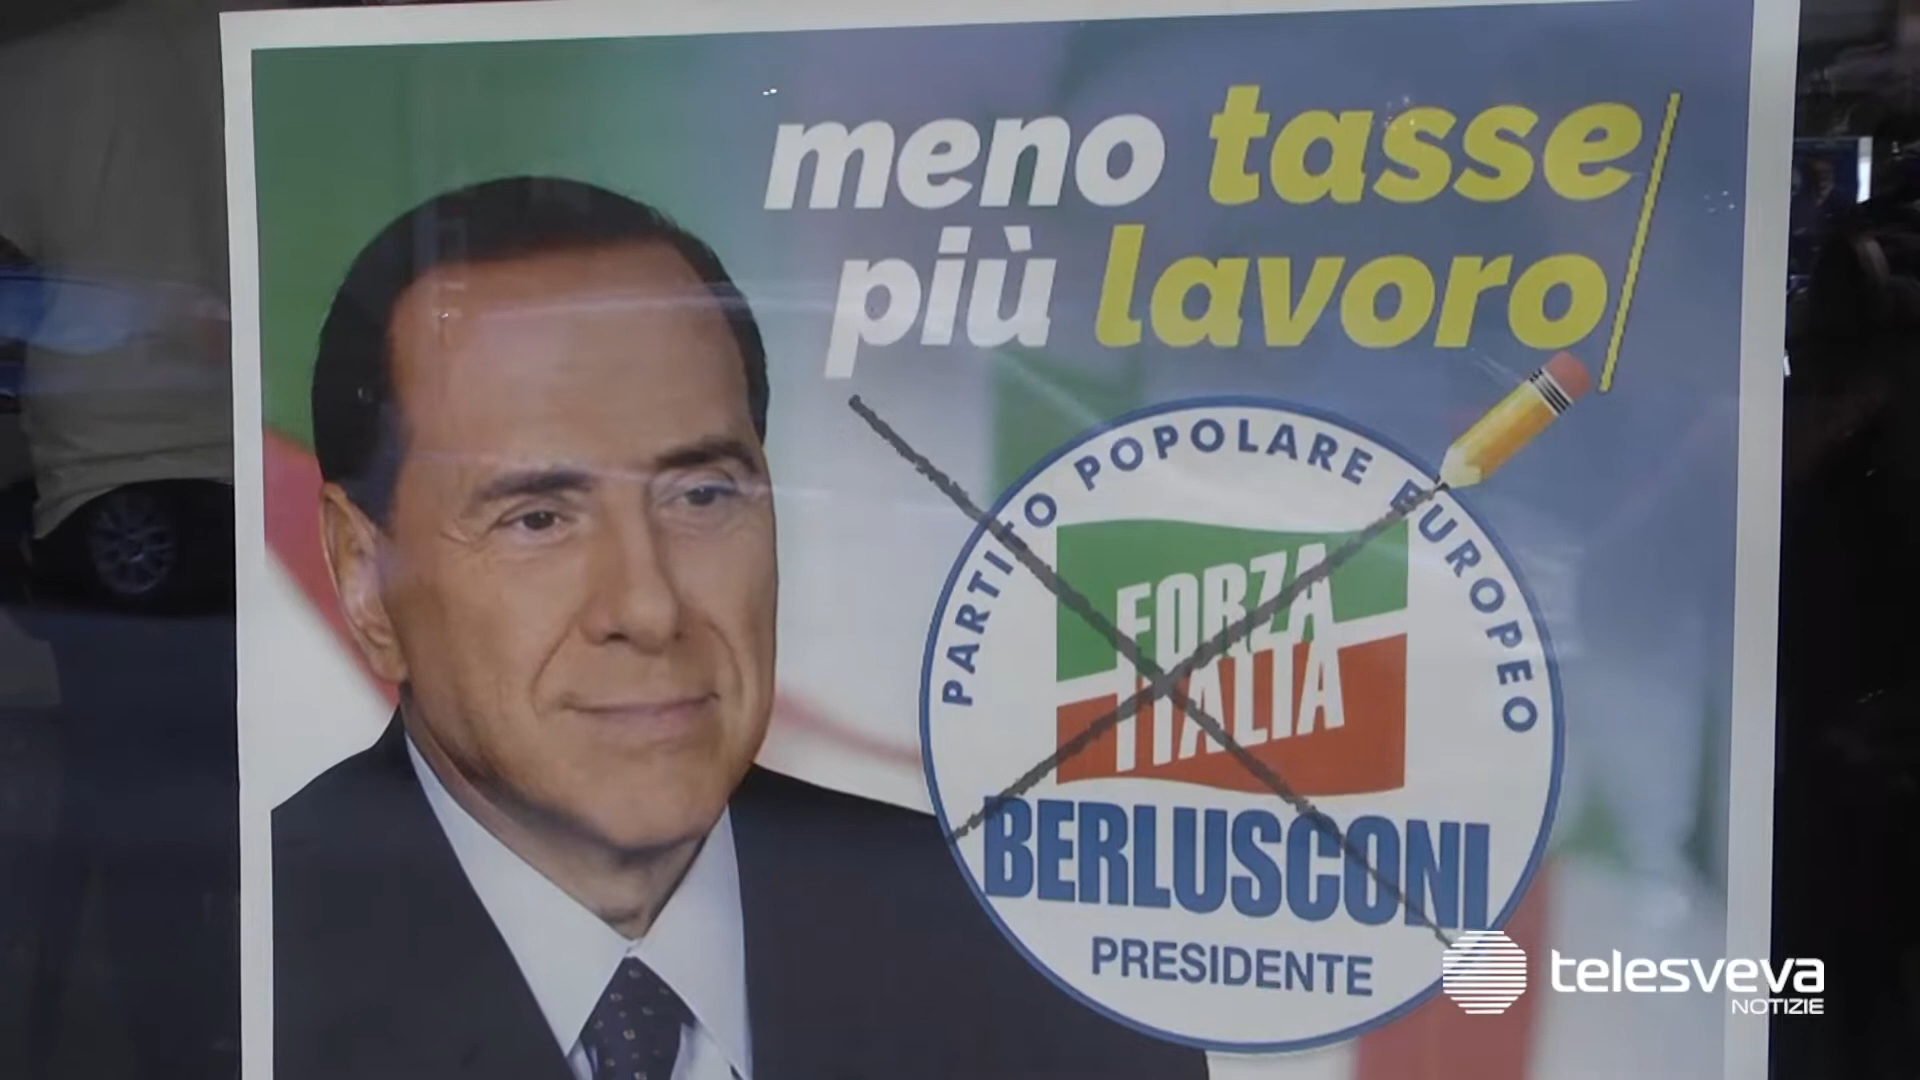 meno tasse
più lavoro
PARTITO POPOLARE EUROPEO
FORZA
ITALIA
BERLUSCONI
PRESIDENTE
telesveva
NOTIZIE